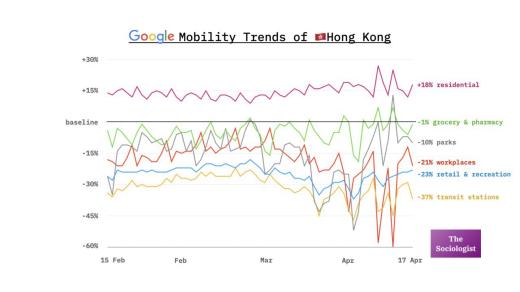 Google Mobility Trends of Hong Kong
+30%
+15%
baseline
-15%
-30%
-45%
-60%
+18% residential
-1% grocery & pharmacy
-10% parks
-21% workplaces
-23% retail & recreation
-37% transit stations
15 Feb
Feb
Mar
Apr
17 Apr
The
Sociologist